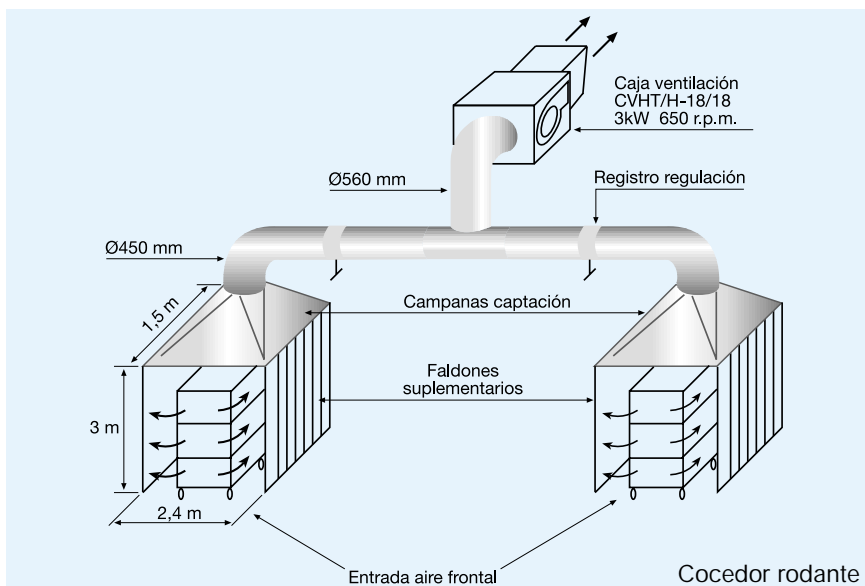 Caja ventilación
CVHT/H-18/18
3kW 650 r.p.m.
Ø560 mm
Registro regulación
Ø450 mm
1,5 m
Campanas captación
Faldones
suplementarios
3 m
2,4 m
Entrada aire frontal
Cocedor rodante